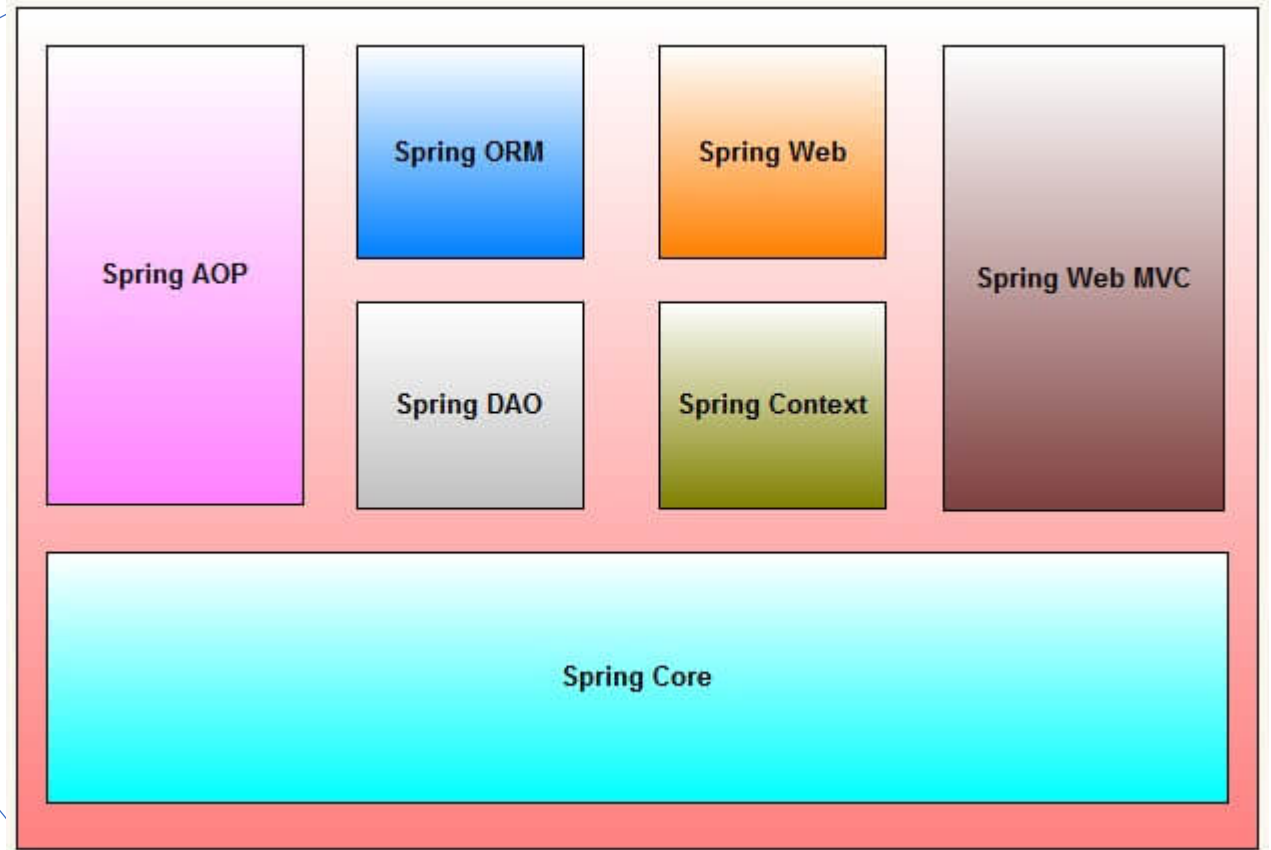 Spring ORM
Spring Web
Spring AOP
Spring Web MVC
Spring DAO
Spring Context
Spring Core